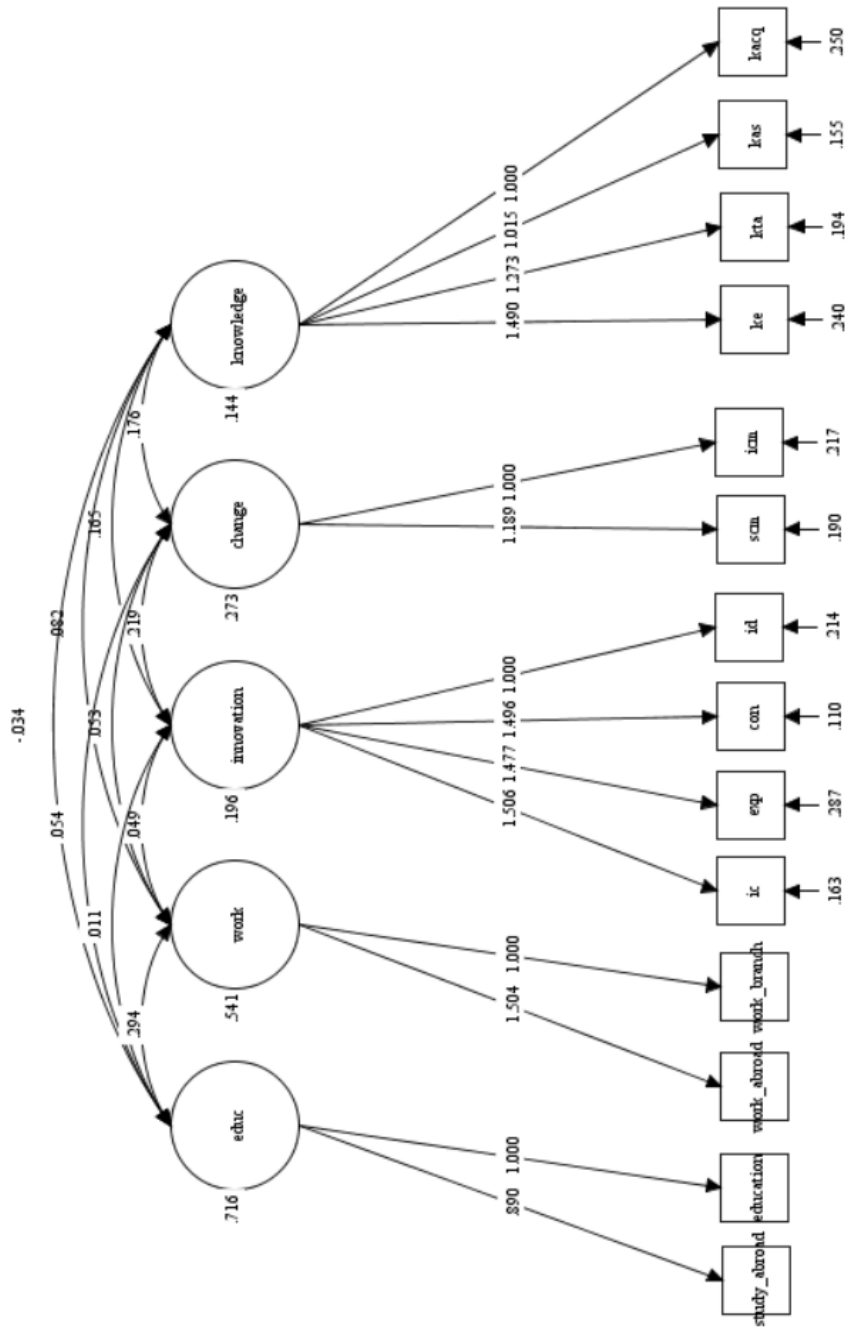 -.034
.054
.082
.011
.053
.165
.294
.049
.219
.176
educ
work
innovation
change
knowledge
.716
.541
.196
.273
.144
.890
1.000
1.504
1.000
1.506
1.477
1.496
1.000
1.189
1.000
1.490
1.273
1.015
1.000
study_abroad
education
work_abroad
work_brandh
ic
exp
con
id
scm
icm
ke
kta
kas
kacq
.163
.287
.110
.214
.190
.217
.240
.194
.155
.250